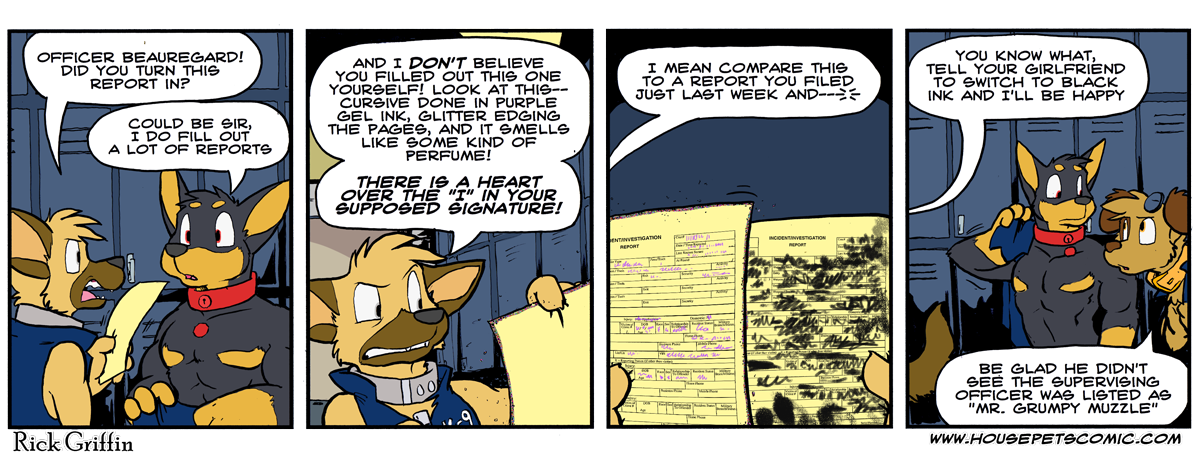 OFFICER BEAUREGARD!
DID YOU TURN THIS
REPORT IN?
COULD BE SIR,
I DO FILL OUT
A LOT OF REPORTS
AND I DON'T BELIEVE
YOU FILLED OUT THIS ONE
YOURSELF! LOOK AT THIS--
CURSIVE DONE IN PURPLE
GEL INK, GLITTER EDGING
THE PAGES, AND IT SMELLS
LIKE SOME KIND OF
PERFUME!
THERE IS A HEART
OVER THE "I" IN YOUR
SUPPOSED SIGNATURE!
K-9
I MEAN COMPARE THIS
TO A REPORT YOU FILED
JUST LAST WEEK AND---
INCIDENT/INVESTIGATION
REPORT
INCIDENT/INVESTIGATION
REPORT
YOU KNOW WHAT,
TELL YOUR GIRLFRIEND
TO SWITCH TO BLACK
INK AND I'LL BE HAPPY
BE GLAD HE DIDN'T
SEE THE SUPERVISING
OFFICER WAS LISTED AS
"MR. GRUMPY MUZZLE"
Rick Griffin
WWW.HOUSEPETSCOMIC.COM